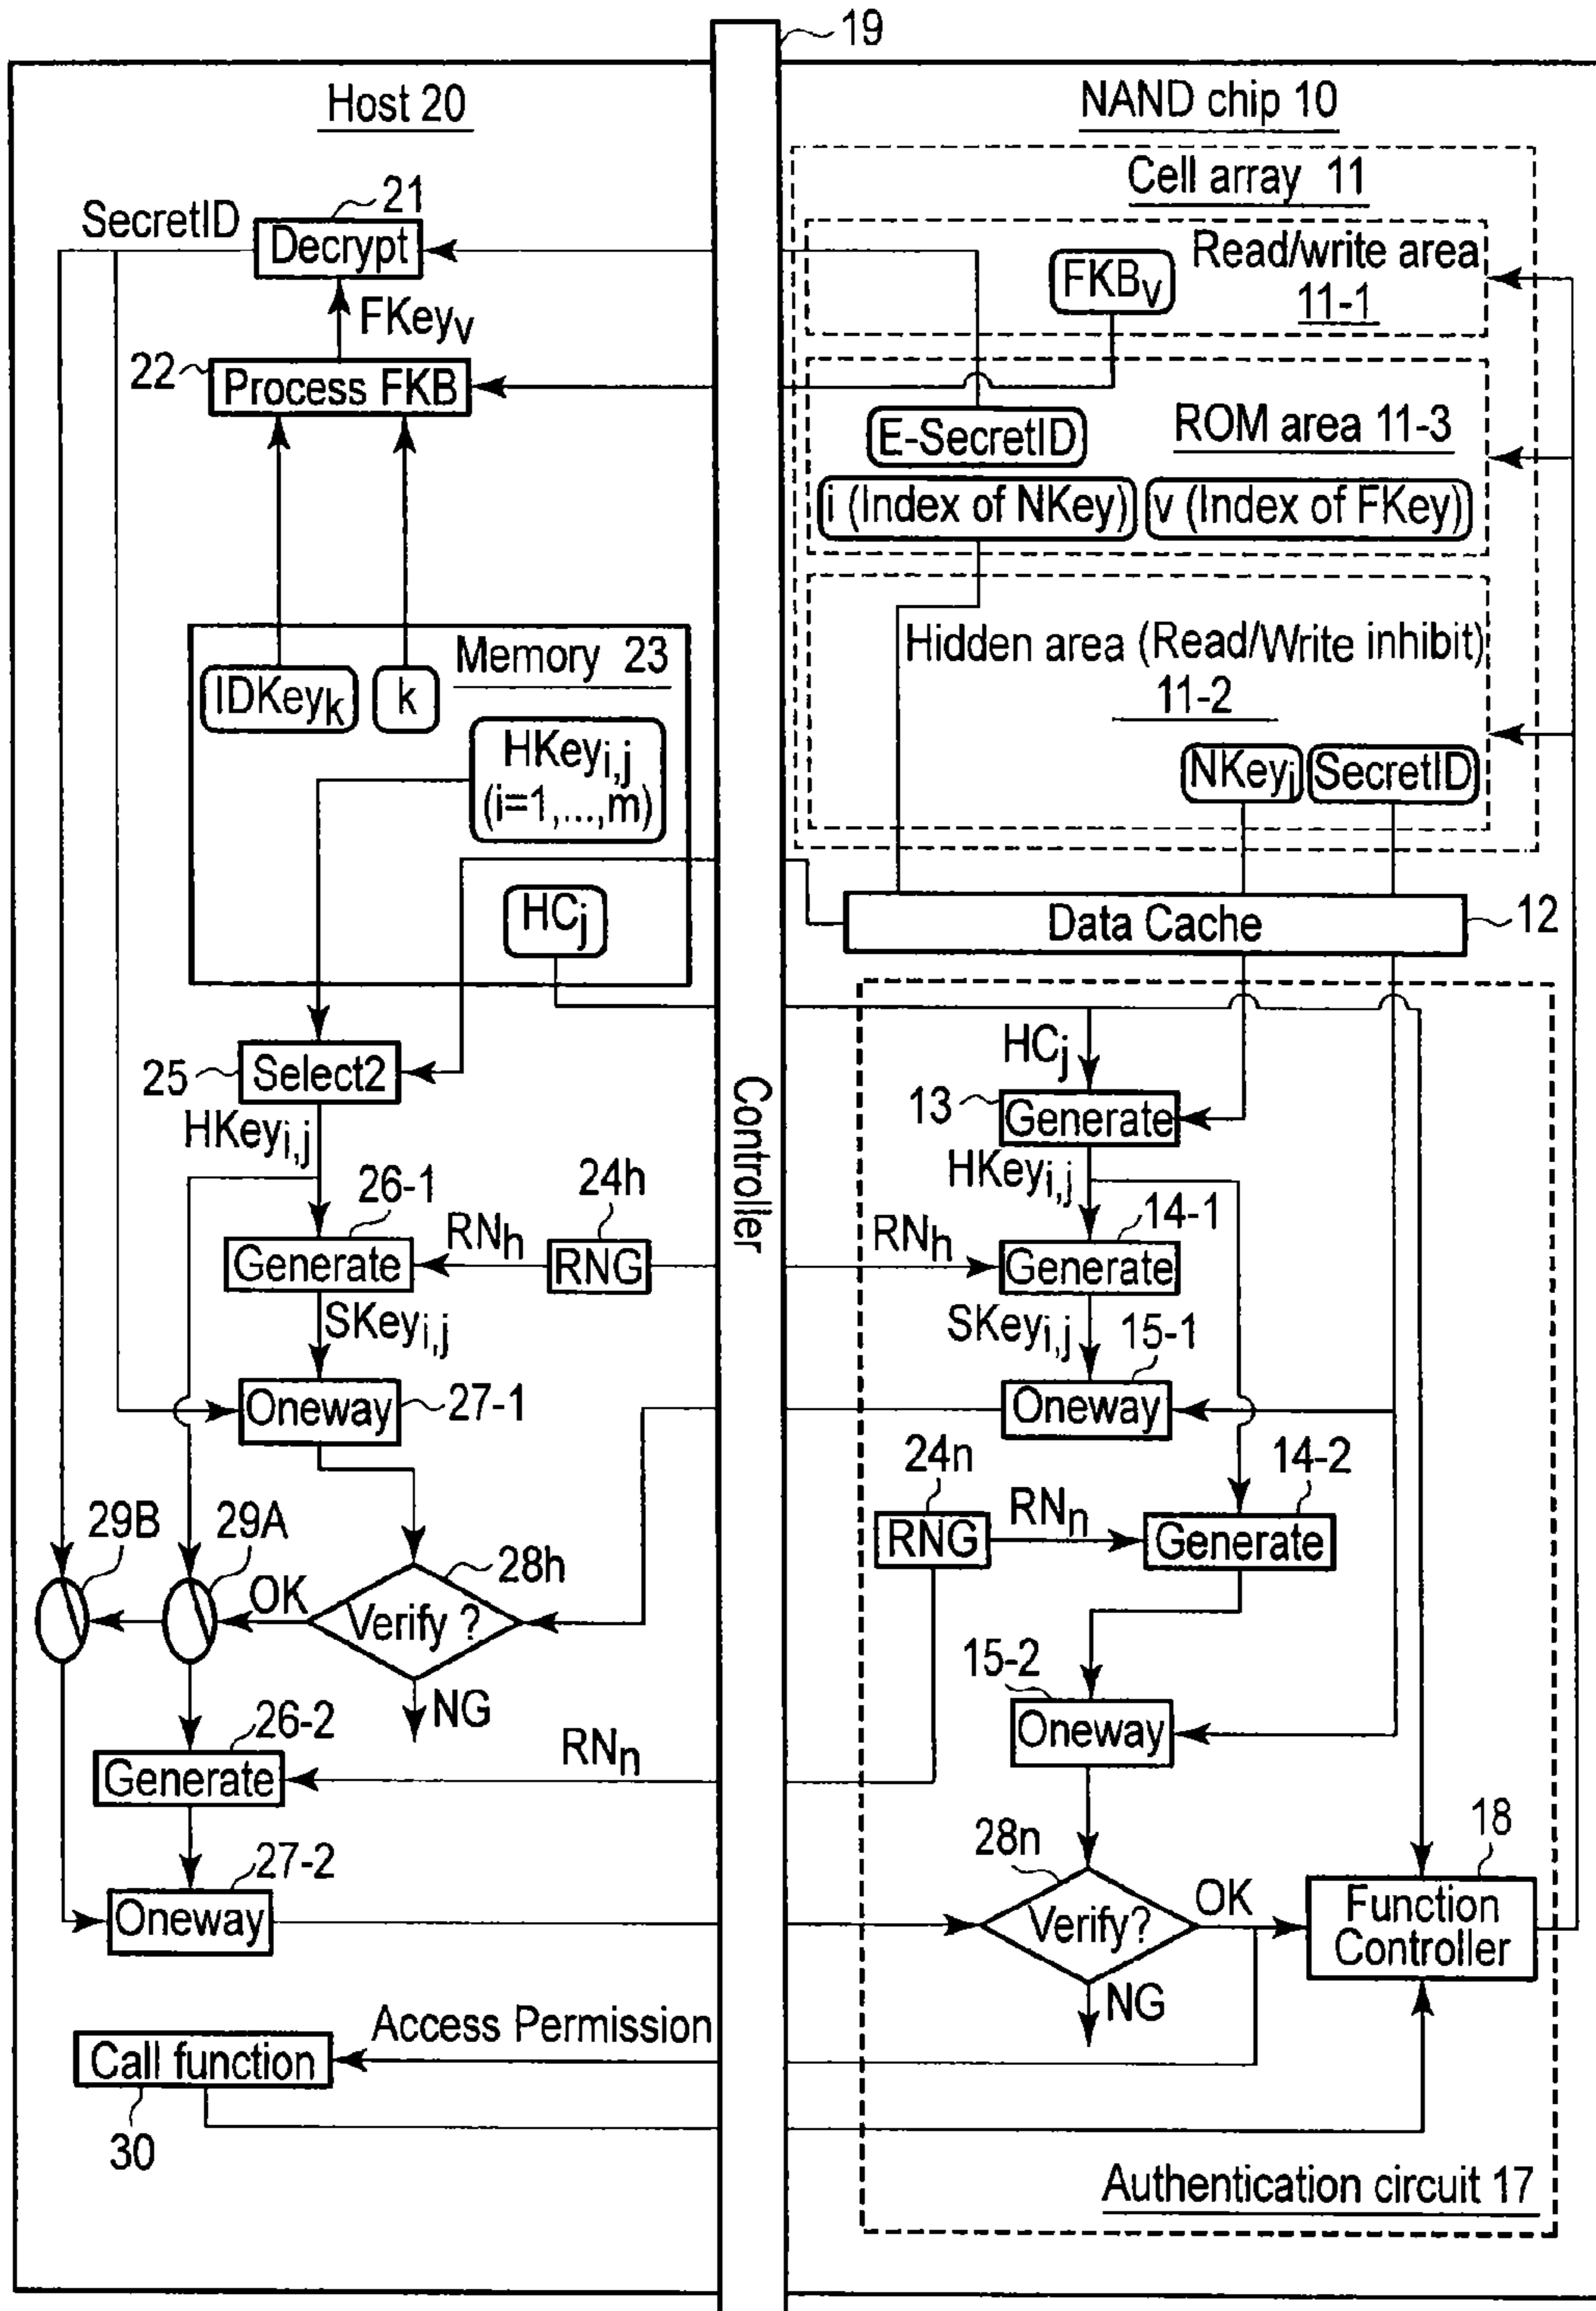 19
Host 20
NAND chip 10
Cell array 11
SecretID
21
Decrypt
Read/write area
11-1
FKBv
FKeyv
22
Process FKB
ROM area 11-3
E-SecretID
i (Index of NKey)
v (Index of FKey)
Memory 23
IDKeyk
k
Hidden area (Read/Write inhibit)
11-2
HKeyi,j
(i=1,...,m)
NKeyi
SecretID
HCj
Data Cache
12
25
Select2
HKeyi,j
Controller
HCj
13
Generate
HKeyi,j
26-1
24h
RNh
Generate
RNG
RNh
14-1
Generate
SKeyi,j
SKeyi,j
15-1
Oneway
27-1
Oneway
24n
14-2
RNG
RNn
Generate
29B
29A
OK
28h
Verify ?
NG
15-2
Oneway
26-2
Generate
RNn
27-2
Oneway
28n
Verify?
OK
NG
18
Function
Controller
Access Permission
Call function
30
Authentication circuit 17